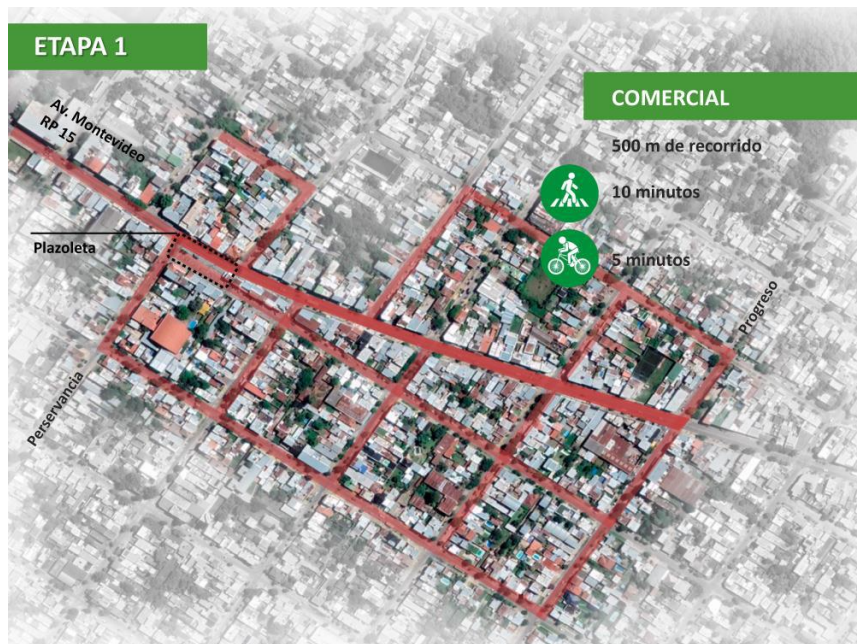 ETAPA 1
COMERCIAL
500 m de recorrido
10 minutos
5 minutos
Av. Montevideo
RP 15
Plazoleta
Perservancia
Progreso